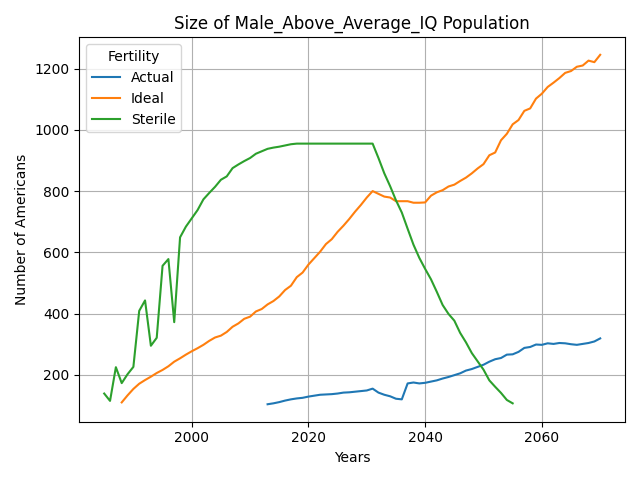 Size of Male_Above_Average_IQ Population
Fertility
Actual
Ideal
Sterile
1200
1000
800
600
400
200
Number of Americans
2000
2020
2040
2060
Years